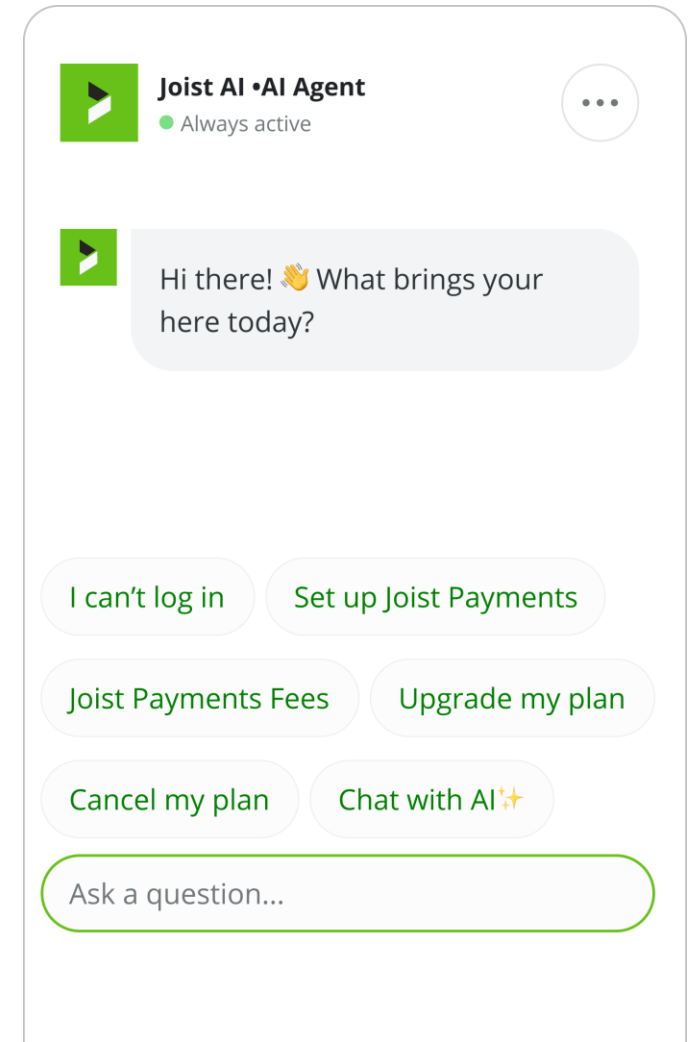 Joist AI •AI Agent
Always active
Hi there! 👋 What brings your
here today?
I can’t log in
Set up Joist Payments
Joist Payments Fees
Upgrade my plan
Cancel my plan
Chat with AI✨
Ask a question...